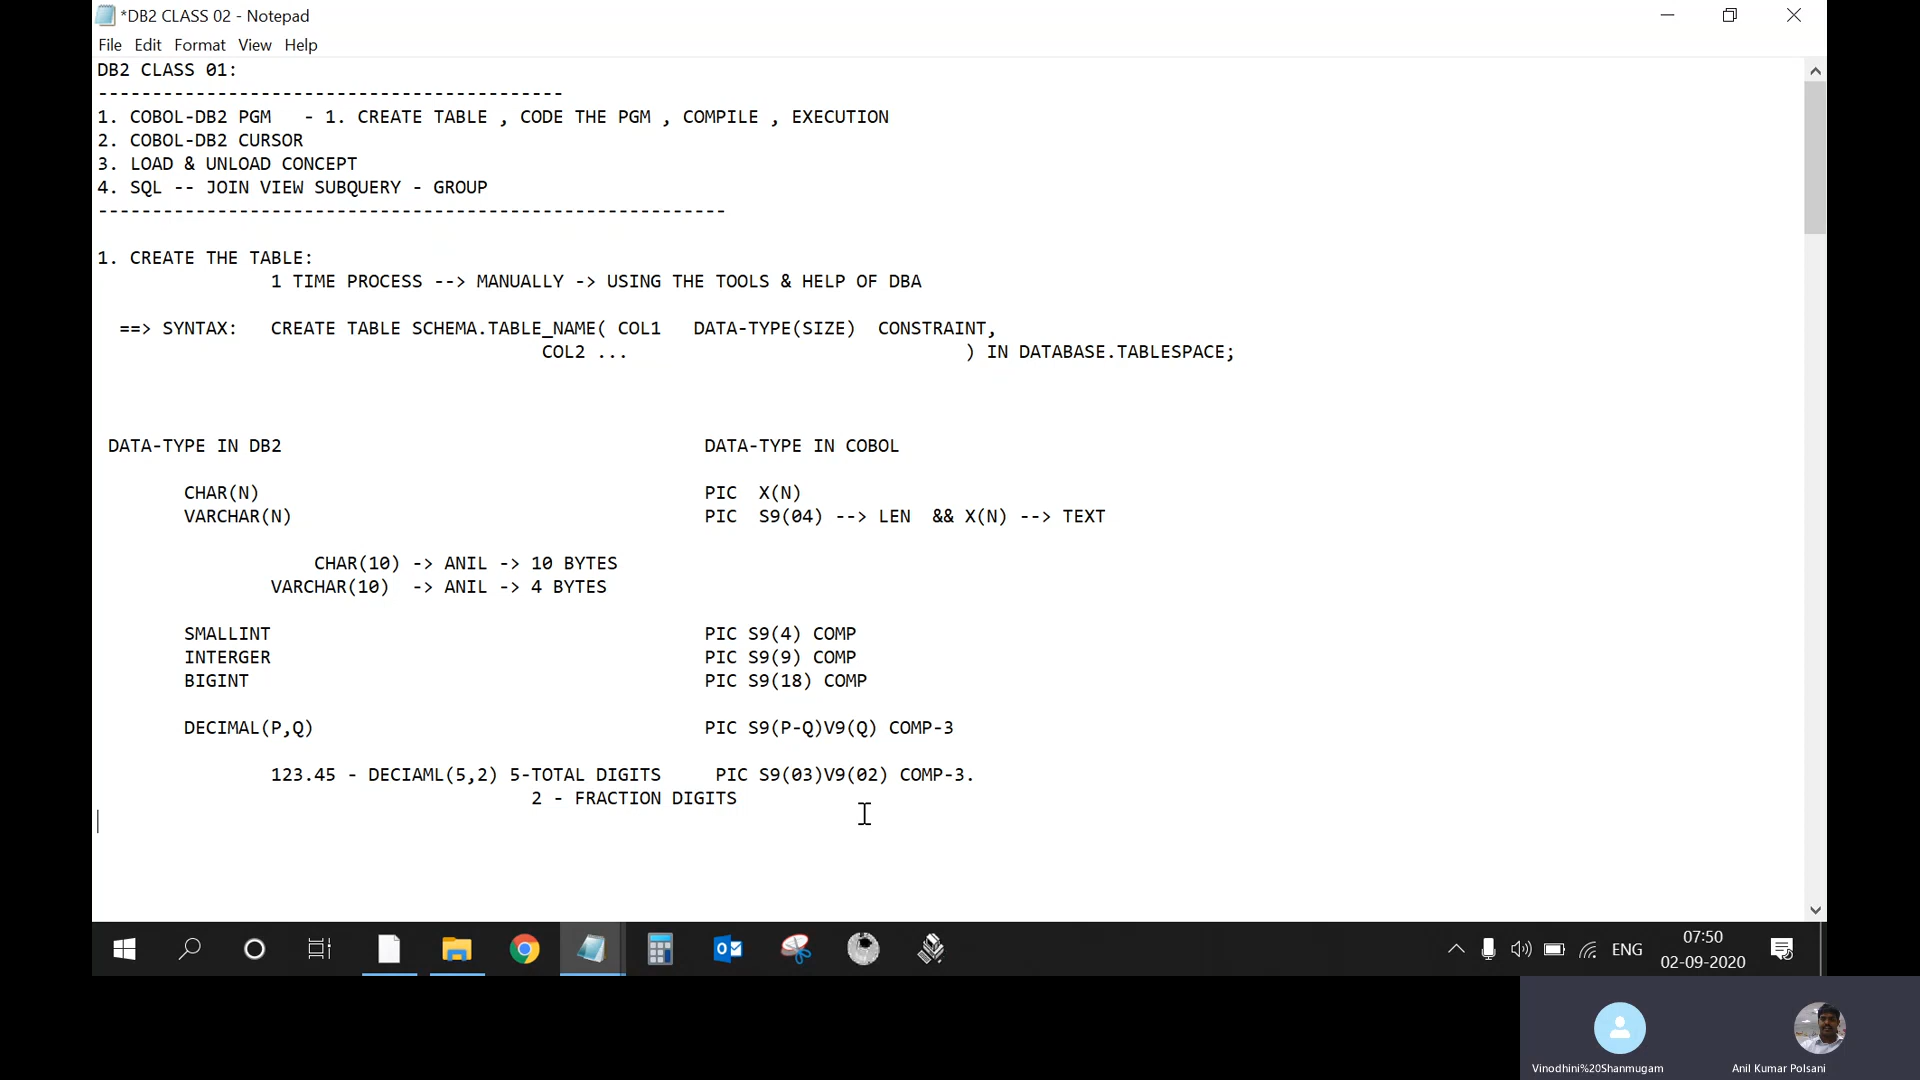 *DB2 CLASS 02 - Notepad
File Edit Format View Help
DB2 CLASS 01:
-------------------------------------------
1. COBOL-DB2 PGM   - 1. CREATE TABLE , CODE THE PGM , COMPILE , EXECUTION
2. COBOL-DB2 CURSOR
3. LOAD & UNLOAD CONCEPT
4. SQL -- JOIN VIEW SUBQUERY - GROUP
----------------------------------------------------------
1. CREATE THE TABLE:
1 TIME PROCESS --> MANUALLY -> USING THE TOOLS & HELP OF DBA
==> SYNTAX:   CREATE TABLE SCHEMA.TABLE_NAME( COL1   DATA-TYPE(SIZE)  CONSTRAINT,
COL2 ...                               ) IN DATABASE.TABLESPACE;
DATA-TYPE IN DB2                                       DATA-TYPE IN COBOL
CHAR(N)                                         PIC  X(N)
VARCHAR(N)                                      PIC  S9(04) --> LEN  && X(N) --> TEXT
CHAR(10) -> ANIL -> 10 BYTES
VARCHAR(10)  -> ANIL -> 4 BYTES
SMALLINT                                        PIC S9(4) COMP
INTERGER                                        PIC S9(9) COMP
BIGINT                                          PIC S9(18) COMP
DECIMAL(P,Q)                                    PIC S9(P-Q)V9(Q) COMP-3
123.45 - DECIAML(5,2) 5-TOTAL DIGITS     PIC S9(03)V9(02) COMP-3.
2 - FRACTION DIGITS
ENG
07:50
02-09-2020
Vinodhini%20Shanmugam
Anil Kumar Polsani